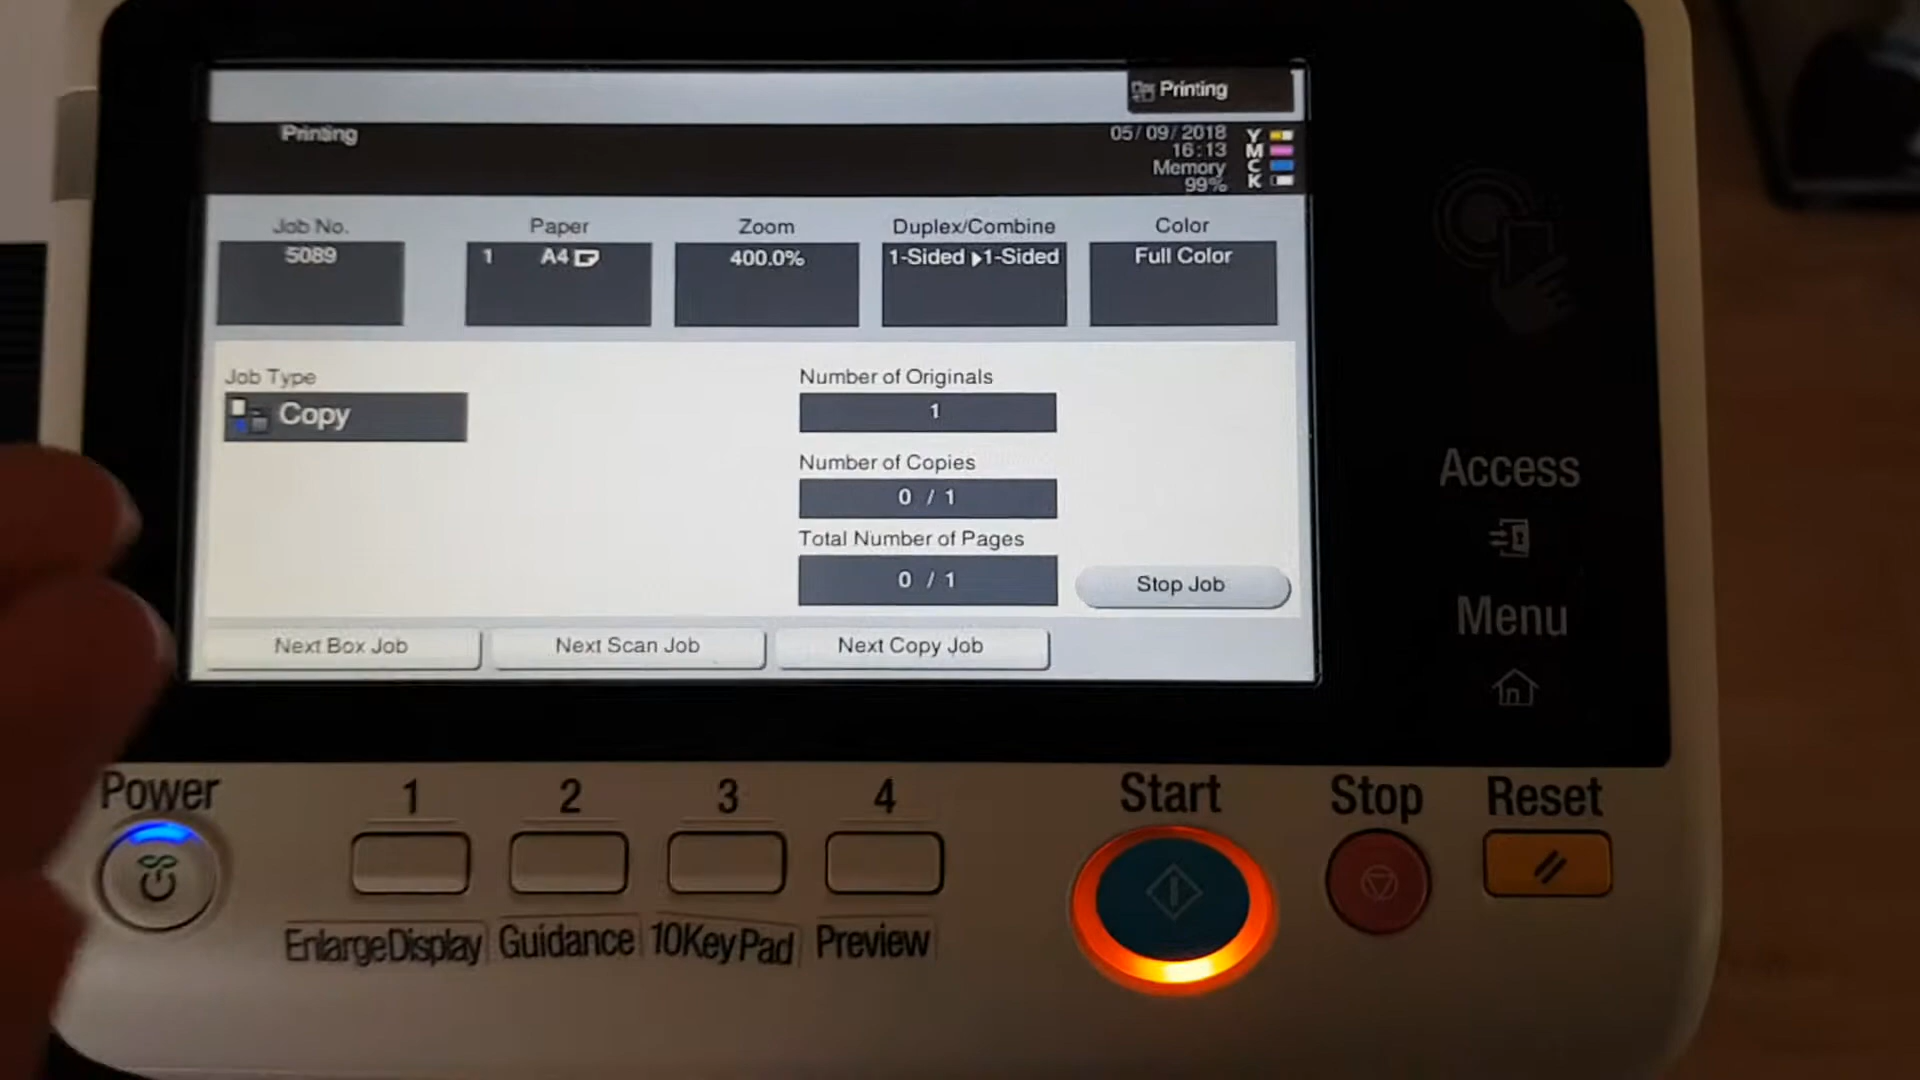 Printing
Printing
05/09/2018
16:13
Memory
99%
Y
M
C
K
Job No.
5089
Paper
1 A4
Zoom
400.0%
Duplex/Combine
1-Sided ▶1-Sided
Color
Full Color
Job Type
Copy
Number of Originals
1
Number of Copies
0 / 1
Total Number of Pages
0 / 1
Stop Job
Next Box Job
Next Scan Job
Next Copy Job
Access
Menu
Power
1
2
3
4
Start
Stop
Reset
EnlargeDisplay
Guidance
10KeyPad
Preview